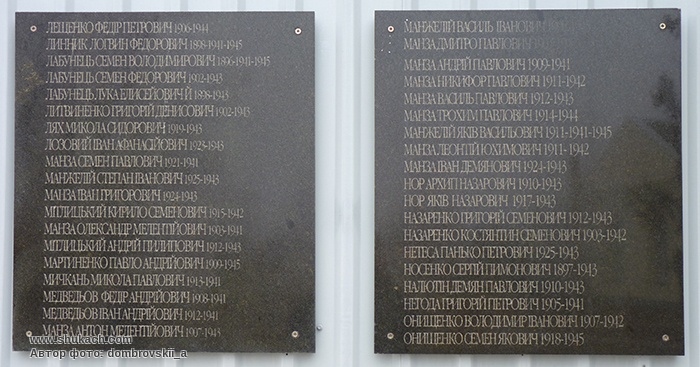 ЛЕЩЕНКО ФЕДІР ПЕТРОВИЧ 1906-1944
ЛИННИК ЛОГВИН ФЕДОРОВИЧ 1898-1941-1945
ЛАБУНЕЦЬ СЕМЕН ВОЛОДИМИРОВИЧ 1896-1941-1945
ЛАБУНЕЦЬ СЕМЕН ФЕДОРОВИЧ 1902-1943
ЛАБУНЕЦЬ ЛУКА ЕЛИСЕЙОВИЧ Й 1898-1943
ЛИТВИНЕНКО ГРИГОРІЙ ДЕНИСОВИЧ 1902-1943
ЛЯХ МИКОЛА СИДОРОВИЧ 1919-1943
ЛОЗОВИЙ ІВАН АФАНАСІЙОВИЧ 1923-1943
МАНЗА СЕМЕН ПАВЛОВИЧ 1921-1941
МАНЖЕЛІЙ СТЕПАН ІВАНОВИЧ 1925-1943
МАНЗА ІВАН ГРИГОРОВИЧ 1924-1943
МІТЛИЦЬКИЙ КИРИЛО СЕМЕНОВИЧ 1915-1942
МАНЗА ОЛЕКСАНДР МЕЛЕНТІЙОВИЧ 1903-1941
МІТЛИЦЬКИЙ АНДРІЙ ПИЛИПОВИЧ 1912-1943
МАРТИНЕНКО ПАВЛО АНДРІЙОВИЧ 1909-1945
МИЧКАНЬ МИКОЛА ПАВЛОВИЧ 1913-1941
МЕДВЕДЬОВ ФЕДІР АНДРІЙОВИЧ 1908-1941
МЕДВЕДЬОВ ІВАН АНДРІЙОВИЧ 1912-1941
МАНЗА АНТОН МЕЛЕНТІЙОВИЧ 1907-1943
МАНЖЕЛІЙ ВАСИЛЬ ІВАНОВИЧ
МАНЗА ДМИТРО ПАВЛОВИЧ
МАНЗА АНДРІЙ ПАВЛОВИЧ 1909-1941
МАНЗА НИКИФОР ПАВЛОВИЧ 1911-1942
МАНЗА ВАСИЛЬ ПАВЛОВИЧ 1912-1943
МАНЗА ТРОХИМ ПАВЛОВИЧ 1914-1944
МАНЖЕЛІЙ ЯКІВ ВАСИЛЬОВИЧ 1911-1941-1945
МАНЗА ЛЕОНТІЙ ЮХИМОВИЧ 1911-1942
МАНЗА ІВАН ДЕМЯНОВИЧ 1924-1943
НОР АРХИП НАЗАРОВИЧ 1910-1943
НОР ЯКІВ НАЗАРОВИЧ 1917-1943
НАЗАРЕНКО ГРИГОРІЙ СЕМЕНОВИЧ 1912-1943
НАЗАРЕНКО КОСТЯНТИН СЕМЕНОВИЧ 1903-1942
НЕТЕСА ПАНЬКО ПЕТРОВИЧ 1925-1943
НОСЕНКО СЕРГІЙ ПИМОНОВИЧ 1897-1943
НАЛЮТІН ДЕМЯН ПАВЛОВИЧ 1910-1943
НЕГОДА ГРИГОРІЙ ПЕТРОВИЧ 1905-1941
ОНИЩЕНКО ВОЛОДИМИР ІВАНОВИЧ 1907-1942
ОНИЩЕНКО СЕМЕН ЯКОВИЧ 1918-1945
www.shukach.com
Автор фото: dombrovskii_a